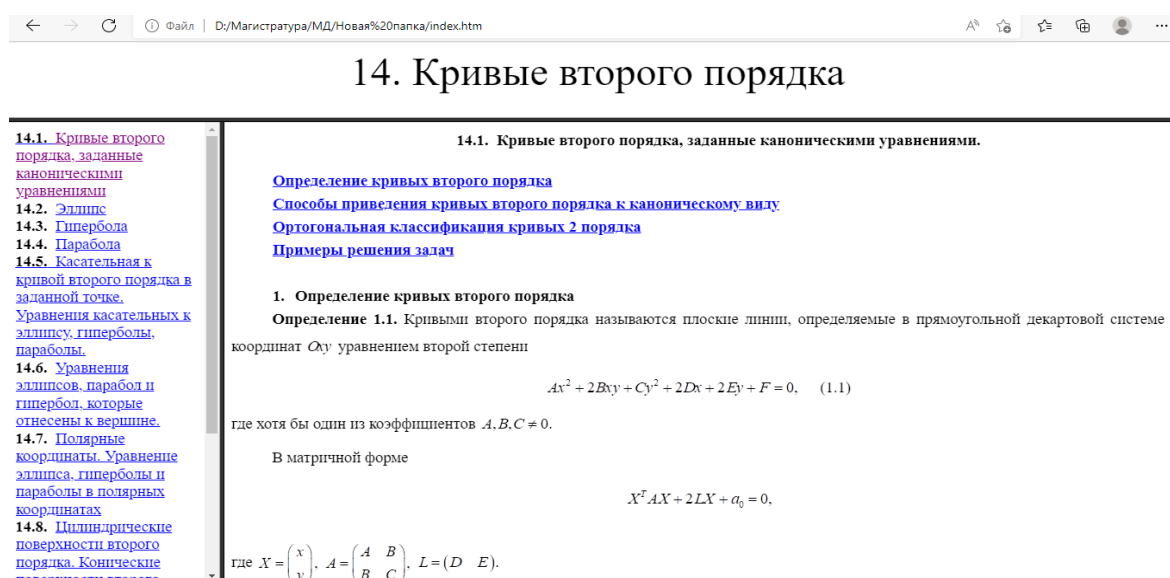 Файл D:/Магистратура/МД/Новая%20папка/index.htm
14. Кривые второго порядка
14.1. Кривые второго
порядка, заданные
каноническими
уравнениями
14.2. Эллипс
14.3. Гипербола
14.4. Парабола
14.5. Касательная к
кривой второго порядка в
заданной точке.
Уравнения касательных к
эллипсу, гиперболы,
параболы.
14.6. Уравнения
эллипсов, парабол и
гипербол, которые
отнесены к вершине.
14.7. Полярные
координаты. Уравнение
эллипса, гиперболы и
параболы в полярных
координатах
14.8. Цилиндрические
поверхности второго
порядка. Конические
поверхности второго
14.1. Кривые второго порядка, заданные каноническими уравнениями.
Определение кривых второго порядка
Способы приведения кривых второго порядка к каноническому виду
Ортогональная классификация кривых 2 порядка
Примеры решения задач
1. Определение кривых второго порядка
Определение 1.1. Кривыми второго порядка называются плоские линии, определяемые в прямоугольной декартовой системе
координат Oxy уравнением второй степени
Ax² + 2Bxy + Cy² + 2Dx + 2Ey + F = 0, (1.1)
где хотя бы один из коэффициентов A, B, C ≠ 0.
В матричной форме
XᵀAX + 2LX + a₀ = 0,
где X = (x y), A = (A B B C), L = (D E).